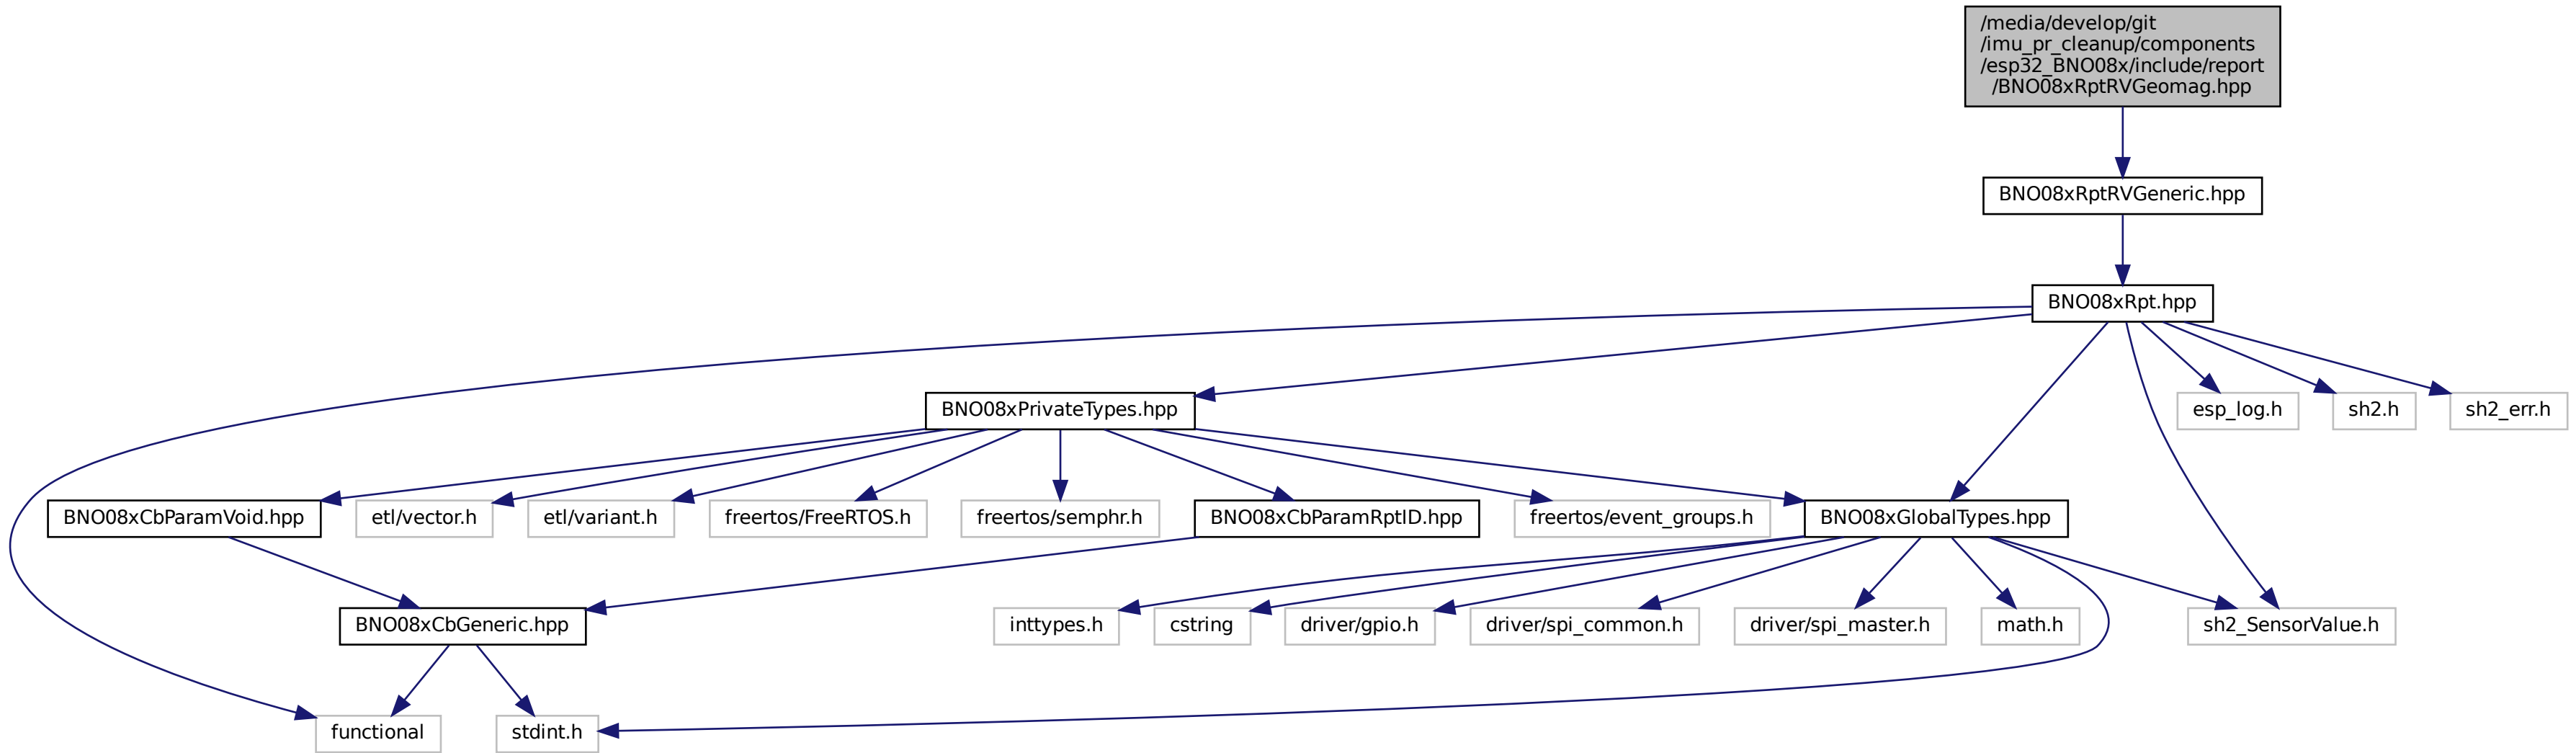 /media/develop/git
/imu_pr_cleanup/components
/esp32_BNO08x/include/report
/BNO08xRptRVGeomag.hpp
BNO08xRptRVGeneric.hpp
BNO08xRpt.hpp
BNO08xPrivateTypes.hpp
esp_log.h
sh2.h
sh2_err.h
BNO08xCbParamVoid.hpp
etl/vector.h
etl/variant.h
freertos/FreeRTOS.h
freertos/semphr.h
BNO08xCbParamRptID.hpp
freertos/event_groups.h
BNO08xGlobalTypes.hpp
BNO08xCbGeneric.hpp
inttypes.h
cstring
driver/gpio.h
driver/spi_common.h
driver/spi_master.h
math.h
sh2_SensorValue.h
functional
stdint.h